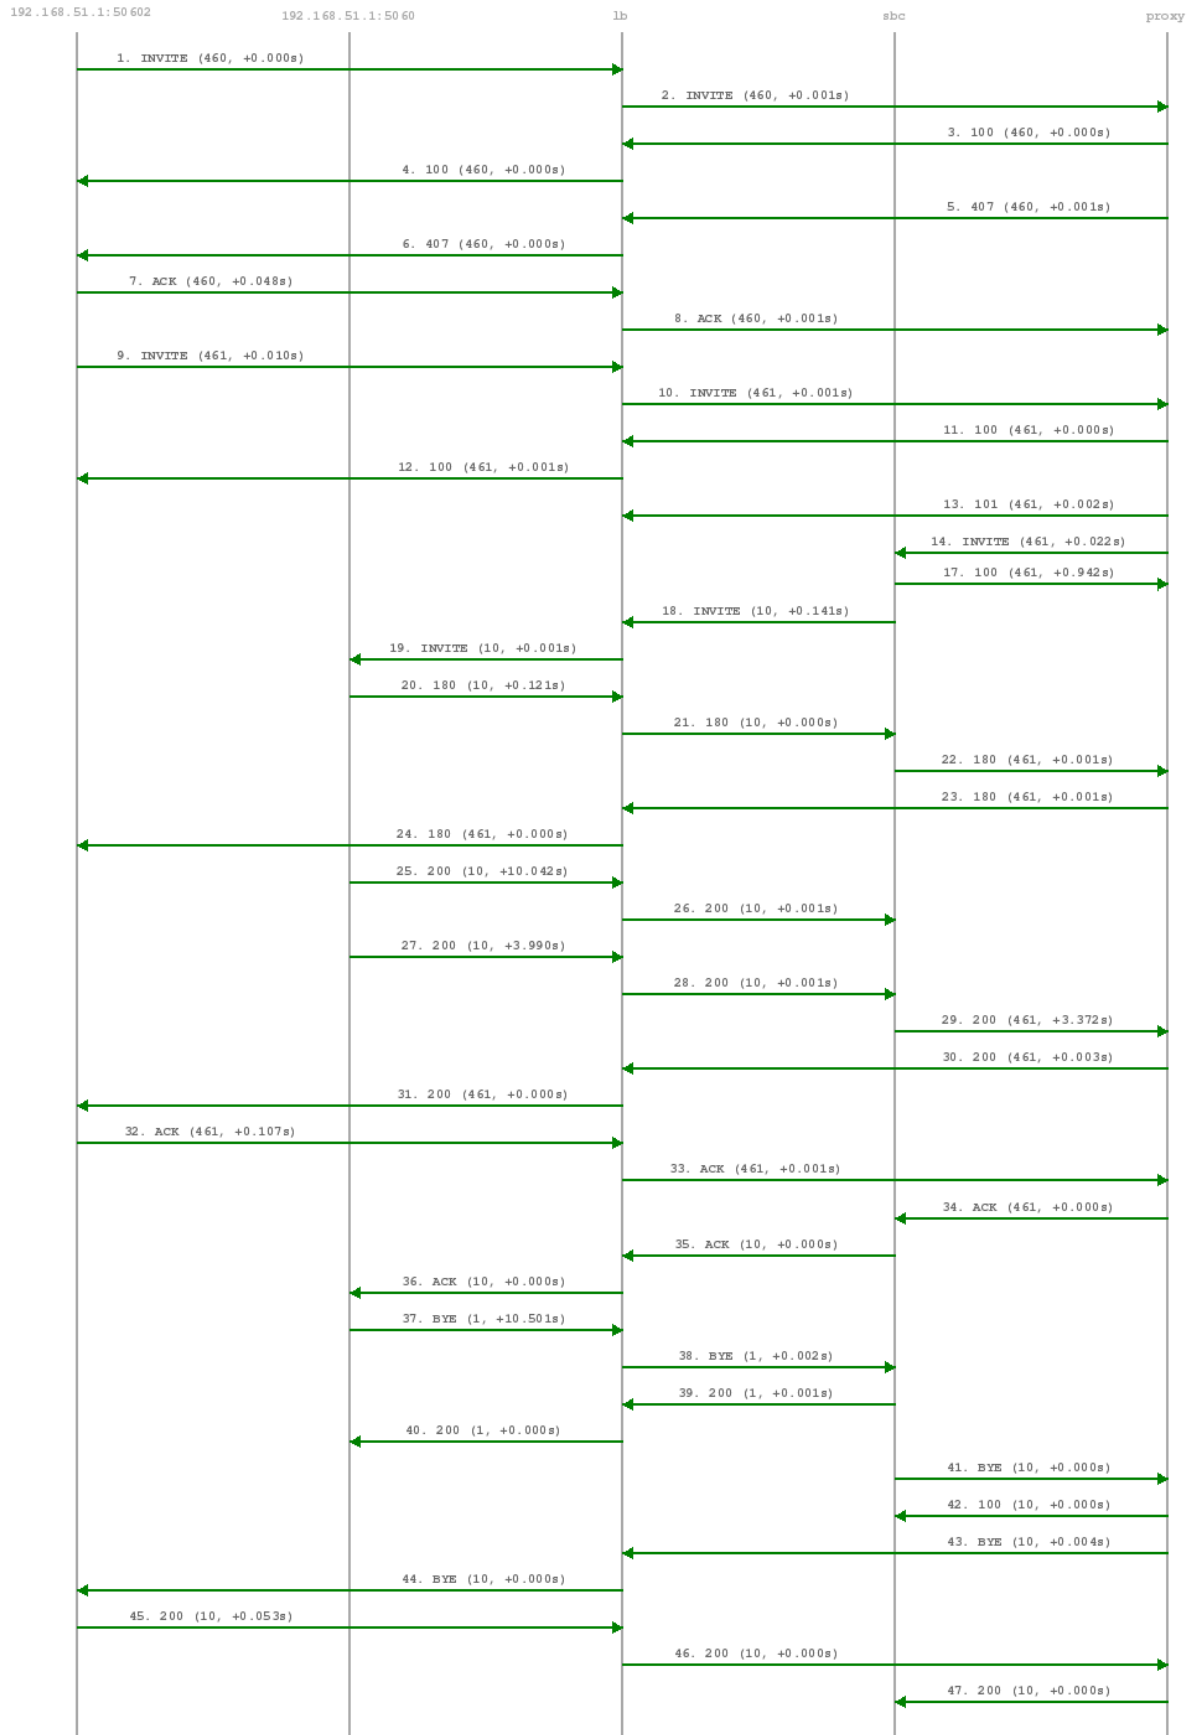 192.168.51.1:50602
192.168.51.1:5060
lb
sbc
proxy
1. INVITE (460, +0.000s)
2. INVITE (460, +0.001s)
3. 100 (460, +0.000s)
4. 100 (460, +0.000s)
5. 407 (460, +0.001s)
6. 407 (460, +0.000s)
7. ACK (460, +0.048s)
8. ACK (460, +0.001s)
9. INVITE (461, +0.010s)
10. INVITE (461, +0.001s)
11. 100 (461, +0.000s)
12. 100 (461, +0.001s)
13. 101 (461, +0.002s)
14. INVITE (461, +0.022s)
17. 100 (461, +0.942s)
18. INVITE (10, +0.141s)
19. INVITE (10, +0.001s)
20. 180 (10, +0.121s)
21. 180 (10, +0.000s)
22. 180 (461, +0.001s)
23. 180 (461, +0.001s)
24. 180 (461, +0.000s)
25. 200 (10, +10.042s)
26. 200 (10, +0.001s)
27. 200 (10, +3.990s)
28. 200 (10, +0.001s)
29. 200 (461, +3.372s)
30. 200 (461, +0.003s)
31. 200 (461, +0.000s)
32. ACK (461, +0.107s)
33. ACK (461, +0.001s)
34. ACK (461, +0.000s)
35. ACK (10, +0.000s)
36. ACK (10, +0.000s)
37. BYE (1, +10.501s)
38. BYE (1, +0.002s)
39. 200 (1, +0.001s)
40. 200 (1, +0.000s)
41. BYE (10, +0.000s)
42. 100 (10, +0.000s)
43. BYE (10, +0.004s)
44. BYE (10, +0.000s)
45. 200 (10, +0.053s)
46. 200 (10, +0.000s)
47. 200 (10, +0.000s)